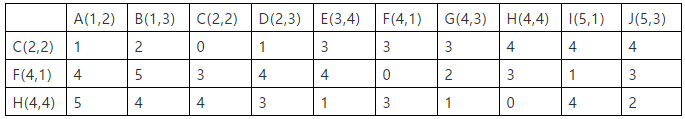 A(1,2) B(1,3) C(2,2) D(2,3) E(3,4) F(4,1) G(4,3) H(4,4) I(5,1) J(5,3)
C(2,2) 1 2 0 1 3 3 3 4 4 4
F(4,1) 4 5 3 4 4 0 2 3 1 3
H(4,4) 5 4 4 3 1 3 1 0 4 2